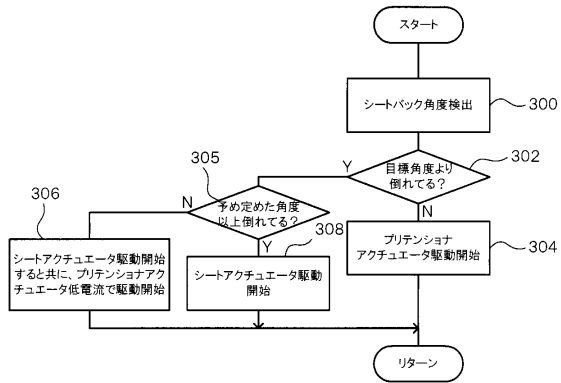 スタート
シートバック角度検出
300
目標角度より
倒れてる?
302
Y
N
305
予め定めた角度
以上倒れてる?
N
Y
306
308
プリテンショナ
アクチュエータ駆動開始
304
シートアクチュエータ駆動開始
すると共に、プリテンショナアク
チュエータ低電流で駆動開始
シートアクチュエータ駆動
開始
リターン